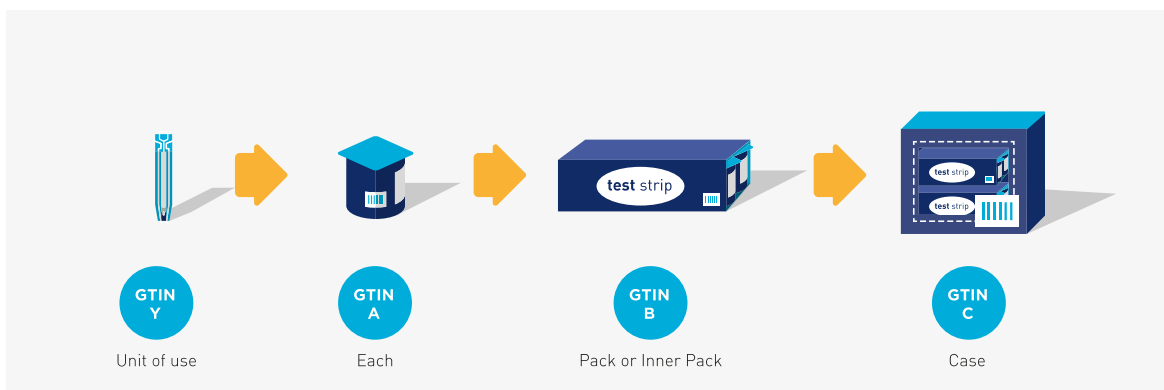 test strip
test strip
test strip
GTIN
Y
GTIN
A
GTIN
B
GTIN
C
Unit of use
Each
Pack or Inner Pack
Case